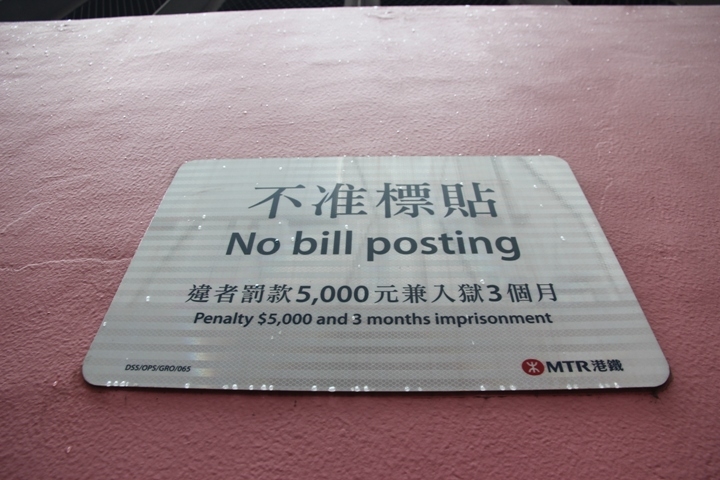 不准標貼
No bill posting
違者罰款5,000元兼入獄3個月
Penalty $5,000 and 3 months imprisonment
DSS/OPS/GRO/065
MTR港鐵